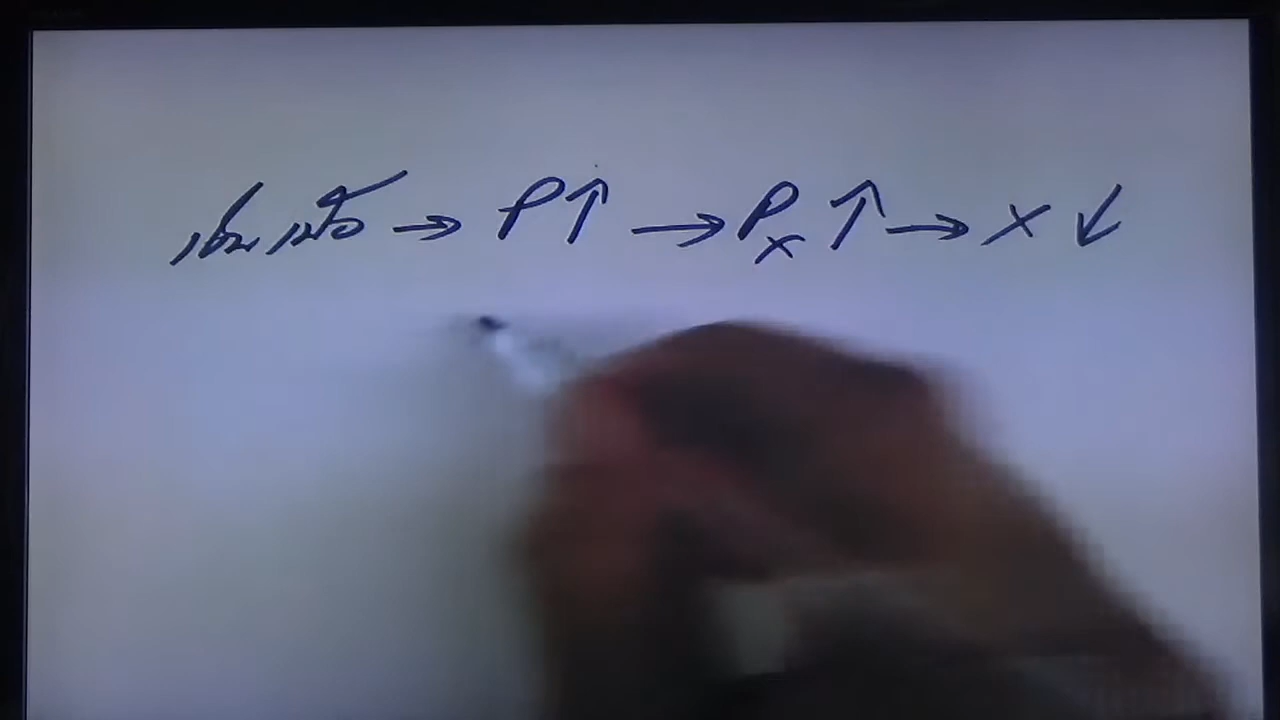 เงินเฟ้อ → P↑ → Px ↑ → X ↓